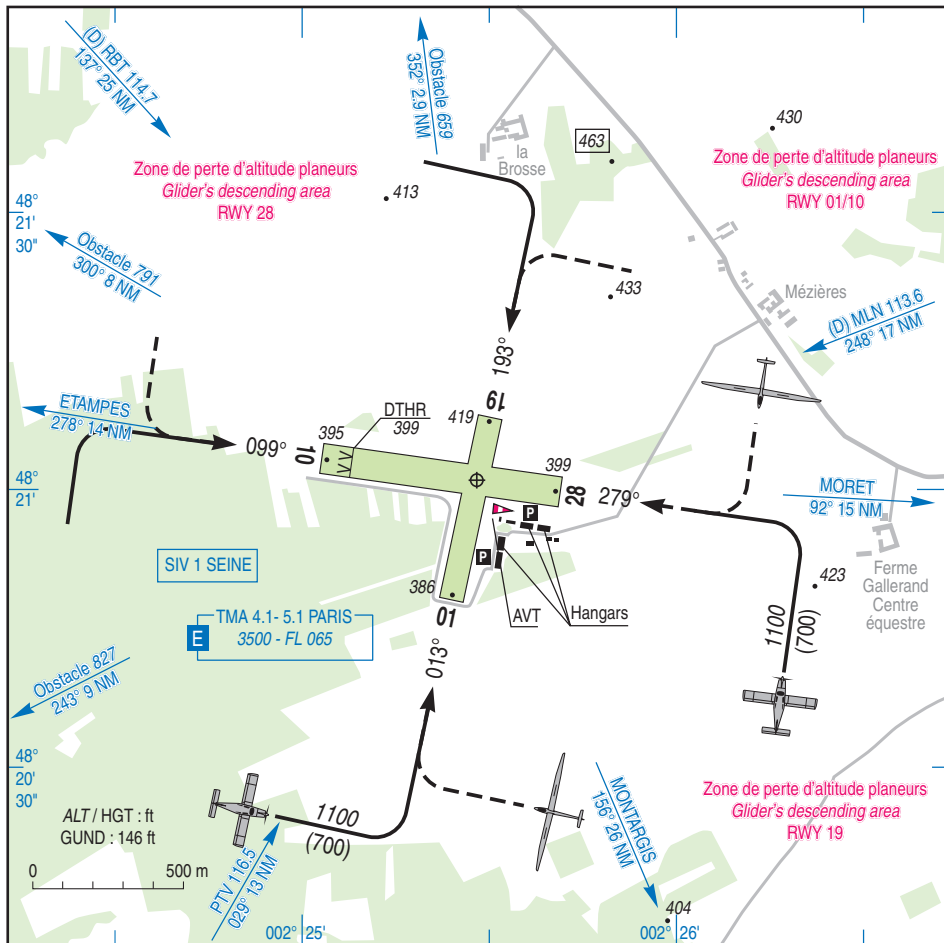 (D) RBT 114.7
137° 25 NM
Obstacle 659
352° 2.9 NM
la
Brosse
463
430
Zone de perte d'altitude planeurs
Glider's descending area
RWY 28
413
Zone de perte d'altitude planeurs
Glider's descending area
RWY 01/10
48°
21'
30"
Obstacle 791
300° 8 NM
433
Mézières
(D) MLN 113.6
248° 17 NM
193°
19
ETAMPES
278° 14 NM
DTHR
399
419
099°
10
395
399
28
279°
48°
21'
MORET
92° 15 NM
P
P
SIV 1 SEINE
386
01
AVT
Hangars
423
Ferme
Gallerand
Centre
équestre
E
TMA 4.1- 5.1 PARIS
3500 - FL 065
013°
1100
(700)
Obstacle 827
243° 9 NM
48°
20'
30"
ALT / HGT : ft
GUND : 146 ft
0 500 m
1100
(700)
PTV 116.5
029° 13 NM
MONTARGIS
156° 26 NM
Zone de perte d'altitude planeurs
Glider's descending area
RWY 19
404
002° 25'
002° 26'